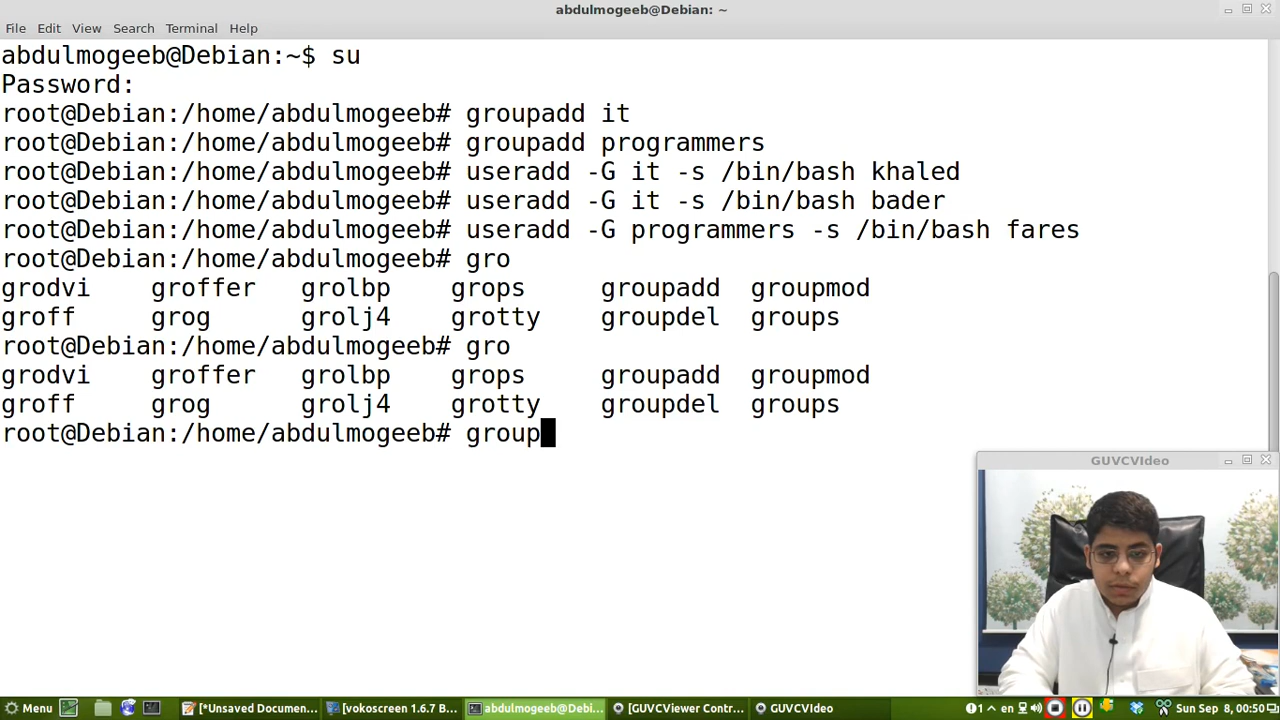 abdulmogeeb@Debian: ~
File Edit View Search Terminal Help
abdulmogeeb@Debian:~$ su
Password:
root@Debian:/home/abdulmogeeb# groupadd it
root@Debian:/home/abdulmogeeb# groupadd programmers
root@Debian:/home/abdulmogeeb# useradd -G it -s /bin/bash khaled
root@Debian:/home/abdulmogeeb# useradd -G it -s /bin/bash bader
root@Debian:/home/abdulmogeeb# useradd -G programmers -s /bin/bash fares
root@Debian:/home/abdulmogeeb# gro
grodvi groffer grolbp grops groupadd groupmod
groff grog grolj4 grotty groupdel groups
root@Debian:/home/abdulmogeeb# gro
grodvi groffer grolbp grops groupadd groupmod
groff grog grolj4 grotty groupdel groups
root@Debian:/home/abdulmogeeb# group
GUVCVIdeo
Menu [*Unsaved Documen... [vokoscreen 1.6.7 B... abdulmogeeb@Debi... [GUVCViewer Contr... GUVCVIdeo 1 en Sun Sep 8, 00:50